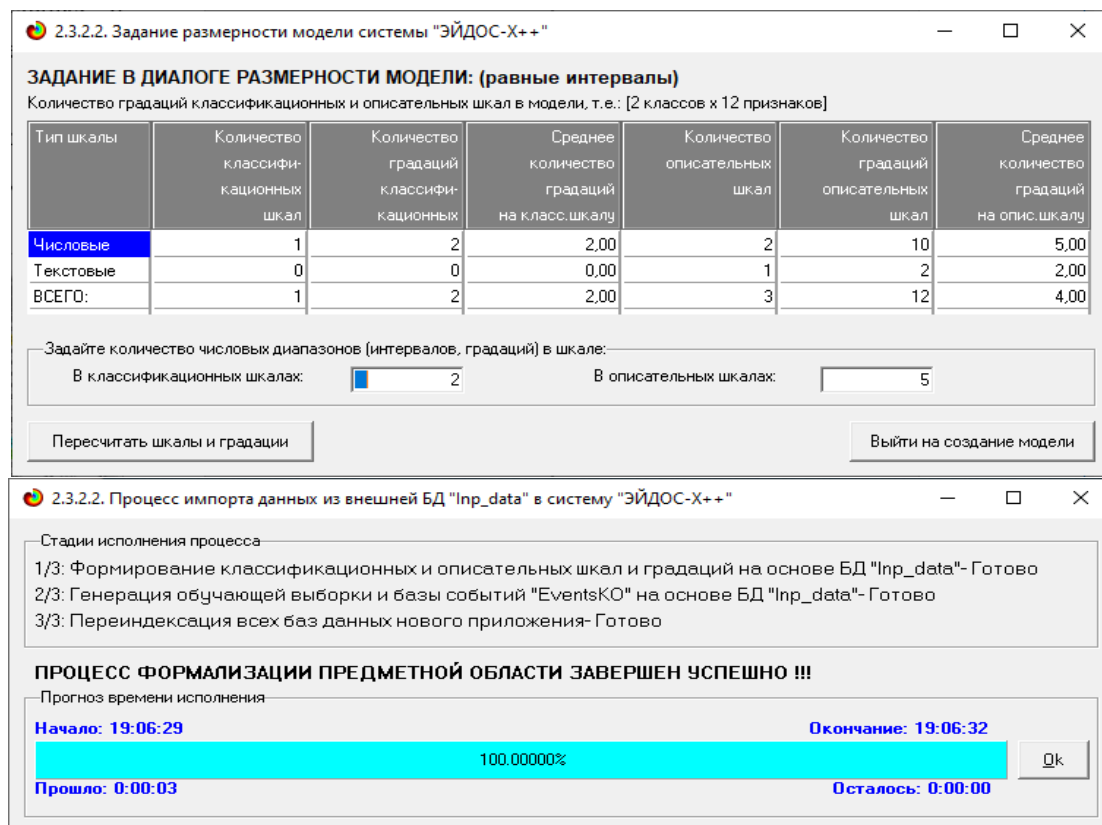 2.3.2.2. Задание размерности модели системы "ЭЙДОС-X++"
ЗАДАНИЕ В ДИАЛОГЕ РАЗМЕРНОСТИ МОДЕЛИ: (равные интервалы)
Количество градаций классификационных и описательных шкал в модели, т.е.: [2 классов x 12 признаков]
Тип шкалы Количество Количество Среднее Количество Количество Среднее
классифи- градаций количество описательных градаций количество
кационных классифи- градаций шкал описательных градаций
шкал кационных на класс.шкалу шкал на опис.шкалу
Числовые 1 2 2,00 2 10 5,00
Текстовые 0 0 0,00 1 2 2,00
ВСЕГО: 1 2 2,00 3 12 4,00
Задайте количество числовых диапазонов (интервалов, градаций) в шкале:
В классификационных шкалах: 2 В описательных шкалах: 5
Пересчитать шкалы и градации Выйти на создание модели
2.3.2.2. Процесс импорта данных из внешней БД "Inp_data" в систему "ЭЙДОС-X++"
Стадии исполнения процесса
1/3: Формирование классификационных и описательных шкал и градаций на основе БД "Inp_data"- Готово
2/3: Генерация обучающей выборки и базы событий "EventsKO" на основе БД "Inp_data"- Готово
3/3: Переиндексация всех баз данных нового приложения- Готово
ПРОЦЕСС ФОРМАЛИЗАЦИИ ПРЕДМЕТНОЙ ОБЛАСТИ ЗАВЕРШЕН УСПЕШНО !!!
Прогноз времени исполнения
Начало: 19:06:29 Окончание: 19:06:32
100.00000% Ok
Прошло: 0:00:03 Осталось: 0:00:00